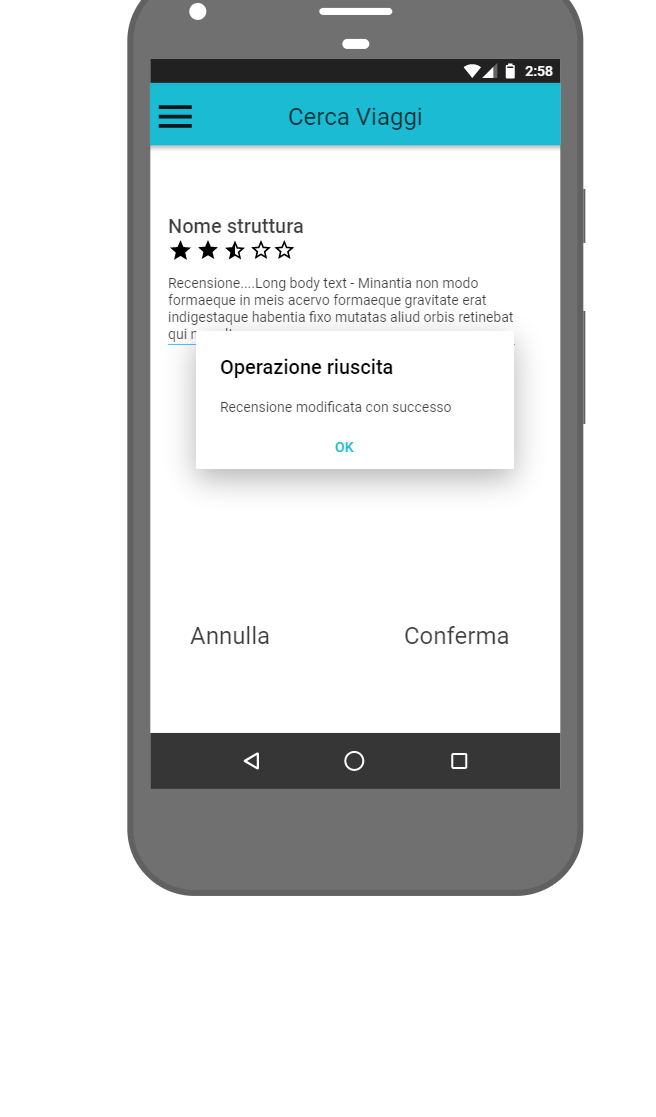 2:58
Cerca Viaggi
Nome struttura
Recensione....Long body text - Minantia non modo
formaeque in meis acervo formaeque gravitate erat
indigestaque habentia fixo mutatas aliud orbis retinebat
qui
Operazione riuscita
Recensione modificata con successo
OK
Annulla
Conferma